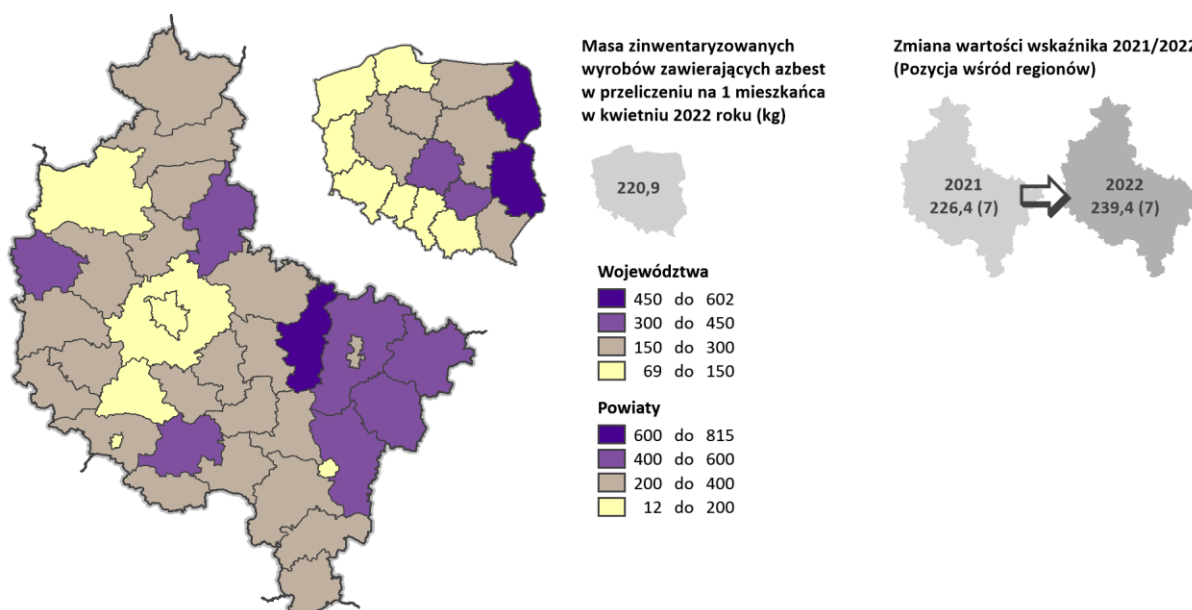 Masa zinwentaryzowanych
wyrobów zawierających azbest
w przeliczeniu na 1 mieszkańca
w kwietniu 2022 roku (kg)
220,9
Województwa
450 do 602
300 do 450
150 do 300
69 do 150
Powiaty
600 do 815
400 do 600
200 do 400
12 do 200
Zmiana wartości wskaźnika 2021/2022
(Pozycja wśród regionów)
2021
226,4 (7)
2022
239,4 (7)